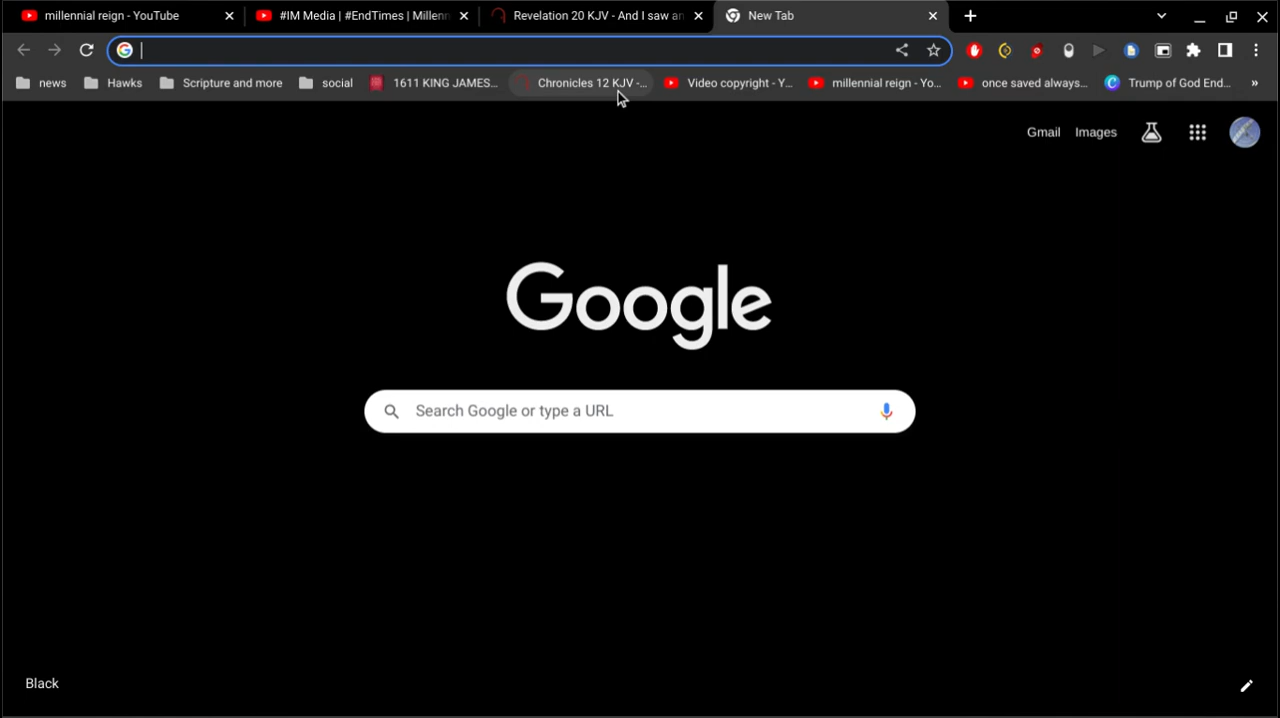 millennial reign - YouTube
#IM Media | #EndTimes | Millenn
Revelation 20 KJV - And I saw an
New Tab
news
Hawks
Scripture and more
social
1611 KING JAMES...
Chronicles 12 KJV -...
Video copyright - Y...
millennial reign - Yo...
once saved always...
Trump of God End...
»
Gmail
Images
Google
Search Google or type a URL
Black